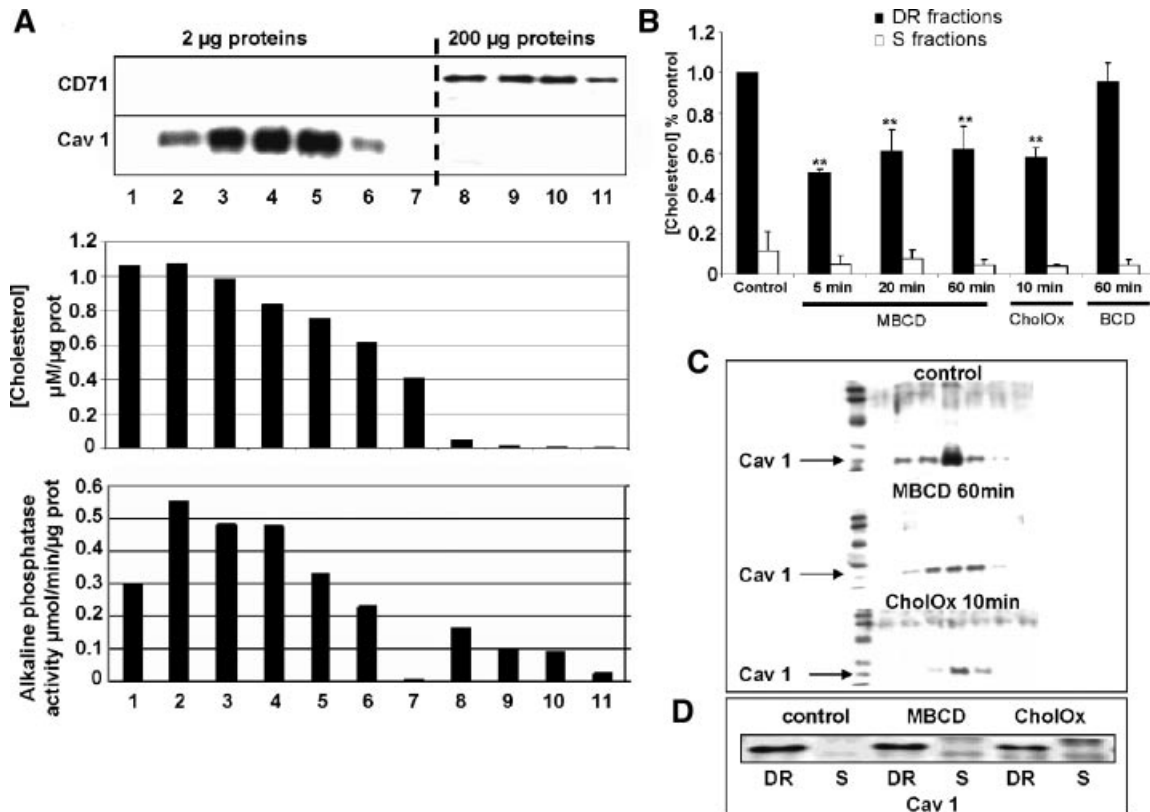 A
2 µg proteins
200 µg proteins
CD71
Cav 1
1 2 3 4 5 6 7 8 9 10 11
[Cholesterol]
µM/µg prot
1.2
1.0
0.8
0.6
0.4
0.2
0
Alkaline phosphatase
activity µmol/min/µg prot
0.6
0.5
0.4
0.3
0.2
0.1
0
1 2 3 4 5 6 7 8 9 10 11
B
DR fractions
S fractions
[Cholesterol] % control
1.0
0.8
0.6
0.4
0.2
0
** ** ** **
Control 5 min 20 min 60 min 10 min 60 min
MBCD CholOx BCD
C
control
Cav 1
MBCD 60min
Cav 1
CholOx 10min
Cav 1
D
control MBCD CholOx
DR S DR S DR S
Cav 1